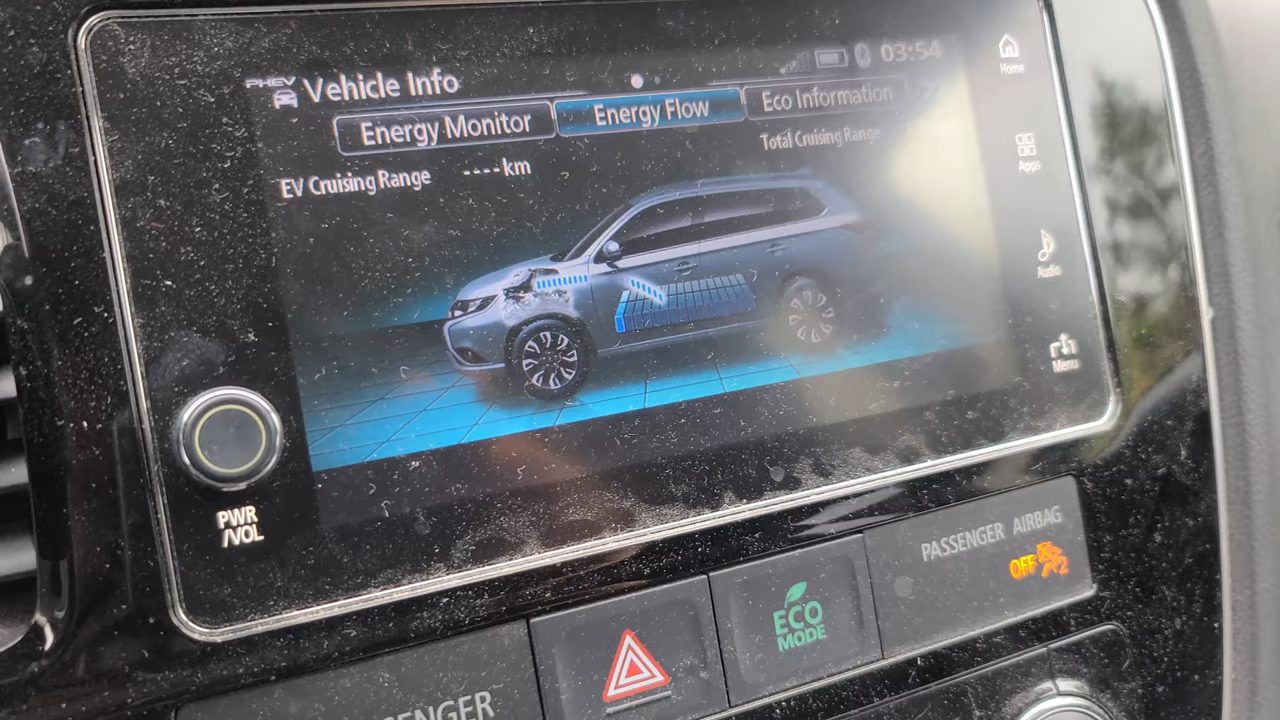 03:54
PHEV Vehicle Info
Home
Energy Monitor
Energy Flow
Eco Information
EV Cruising Range ----km
Total Cruising Range
Apps
Audio
Menu
PWR
/VOL
PASSENGER AIRBAG
OFF 2
ECO
MODE